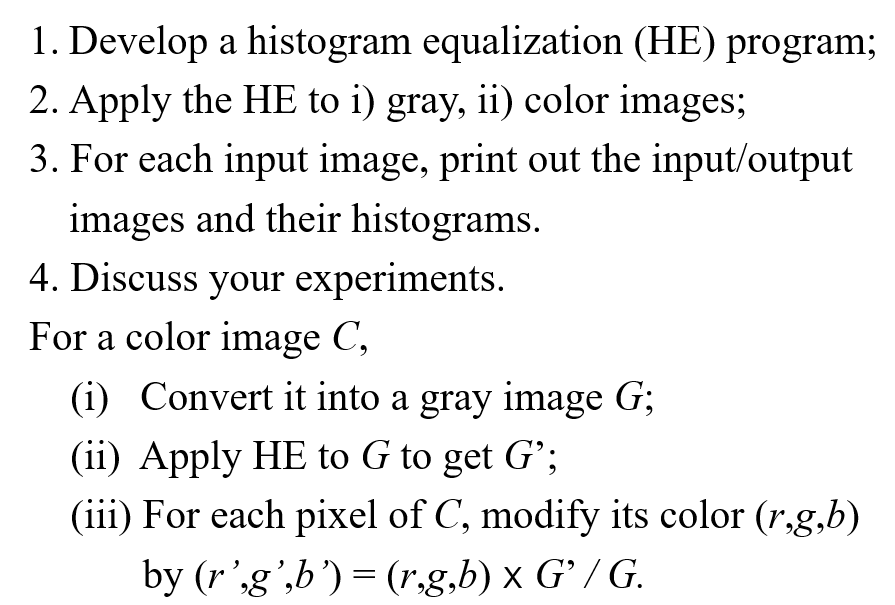 1. Develop a histogram equalization (HE) program;
2. Apply the HE to i) gray, ii) color images;
3. For each input image, print out the input/output
images and their histograms.
4. Discuss your experiments.
For a color image C,
(i) Convert it into a gray image G;
(ii) Apply HE to G to get G’;
(iii) For each pixel of C, modify its color (r,g,b)
by (r’,g’,b’) = (r,g,b) x G’ / G.